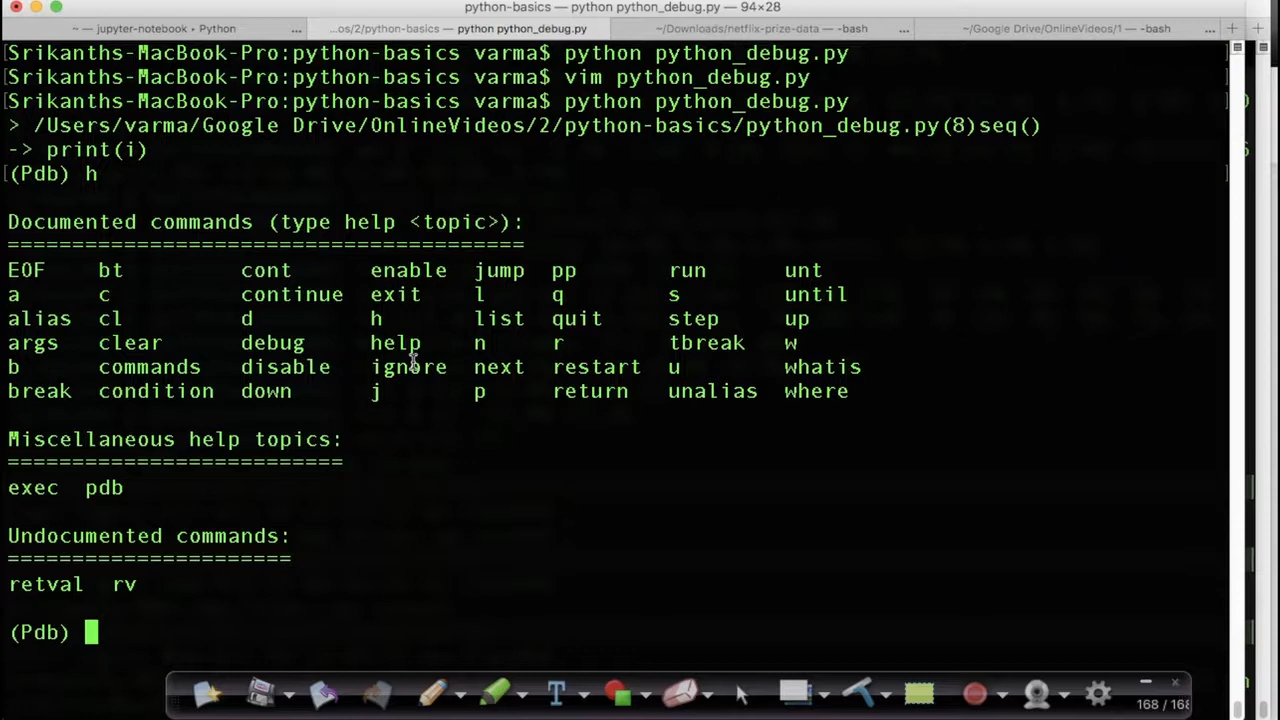 python-basics — python python_debug.py — 94×28
~ — jupyter-notebook • Python ... ...os/2/python-basics — python python_debug.py ~/Downloads/netflix-prize-data — -bash ... ~/Google Drive/OnlineVideos/1 — -bash ...
[Srikanths-MacBook-Pro:python-basics varma$ python python_debug.py ]
[Srikanths-MacBook-Pro:python-basics varma$ vim python_debug.py ]
[Srikanths-MacBook-Pro:python-basics varma$ python python_debug.py ]
> /Users/varma/Google Drive/OnlineVideos/2/python-basics/python_debug.py(8)seq()
-> print(i)
[(Pdb) h ]
Documented commands (type help <topic>):
========================================
EOF bt cont enable jump pp run unt
a c continue exit l q s until
alias cl d h list quit step up
args clear debug help n r tbreak w
b commands disable ignore next restart u whatis
break condition down j p return unalias where
Miscellaneous help topics:
==========================
exec pdb
Undocumented commands:
======================
retval rv
(Pdb)
T
168 / 168